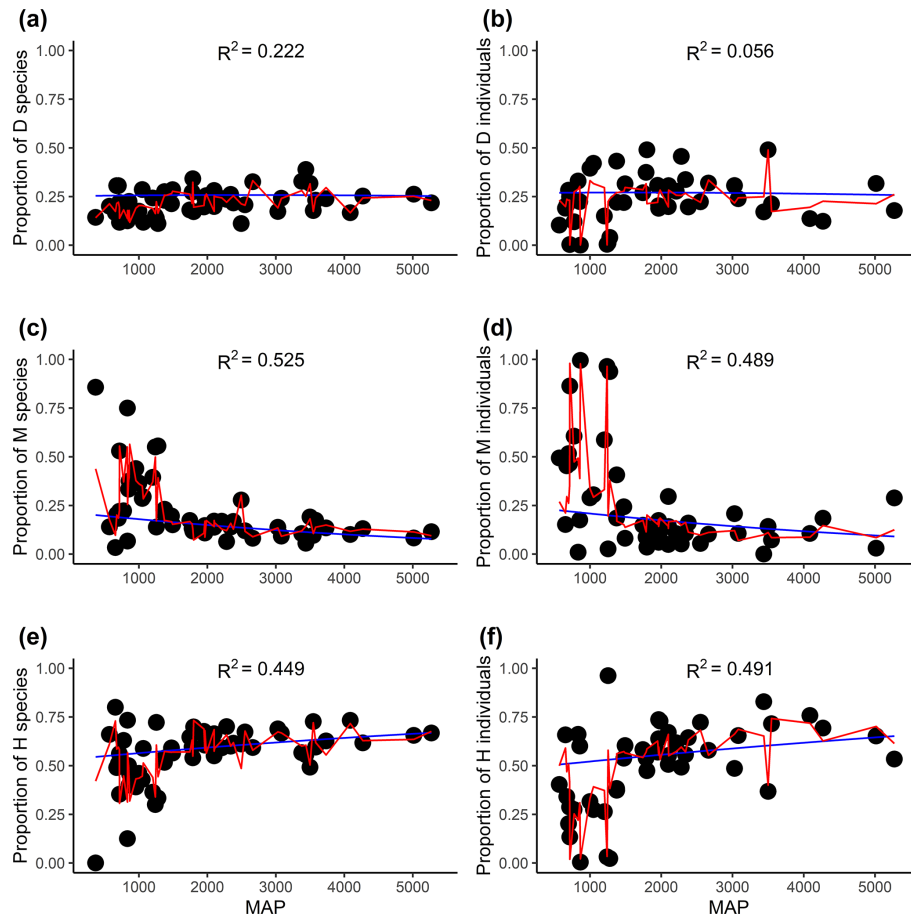 (a)
R² = 0.222
Proportion of D species
1.00
0.75
0.50
0.25
0.00
1000 2000 3000 4000 5000
(b)
R² = 0.056
Proportion of D individuals
1.00
0.75
0.50
0.25
0.00
1000 2000 3000 4000 5000
(c)
R² = 0.525
Proportion of M species
1.00
0.75
0.50
0.25
0.00
1000 2000 3000 4000 5000
(d)
R² = 0.489
Proportion of M individuals
1.00
0.75
0.50
0.25
0.00
1000 2000 3000 4000 5000
(e)
R² = 0.449
Proportion of H species
1.00
0.75
0.50
0.25
0.00
1000 2000 3000 4000 5000
MAP
(f)
R² = 0.491
Proportion of H individuals
1.00
0.75
0.50
0.25
0.00
1000 2000 3000 4000 5000
MAP